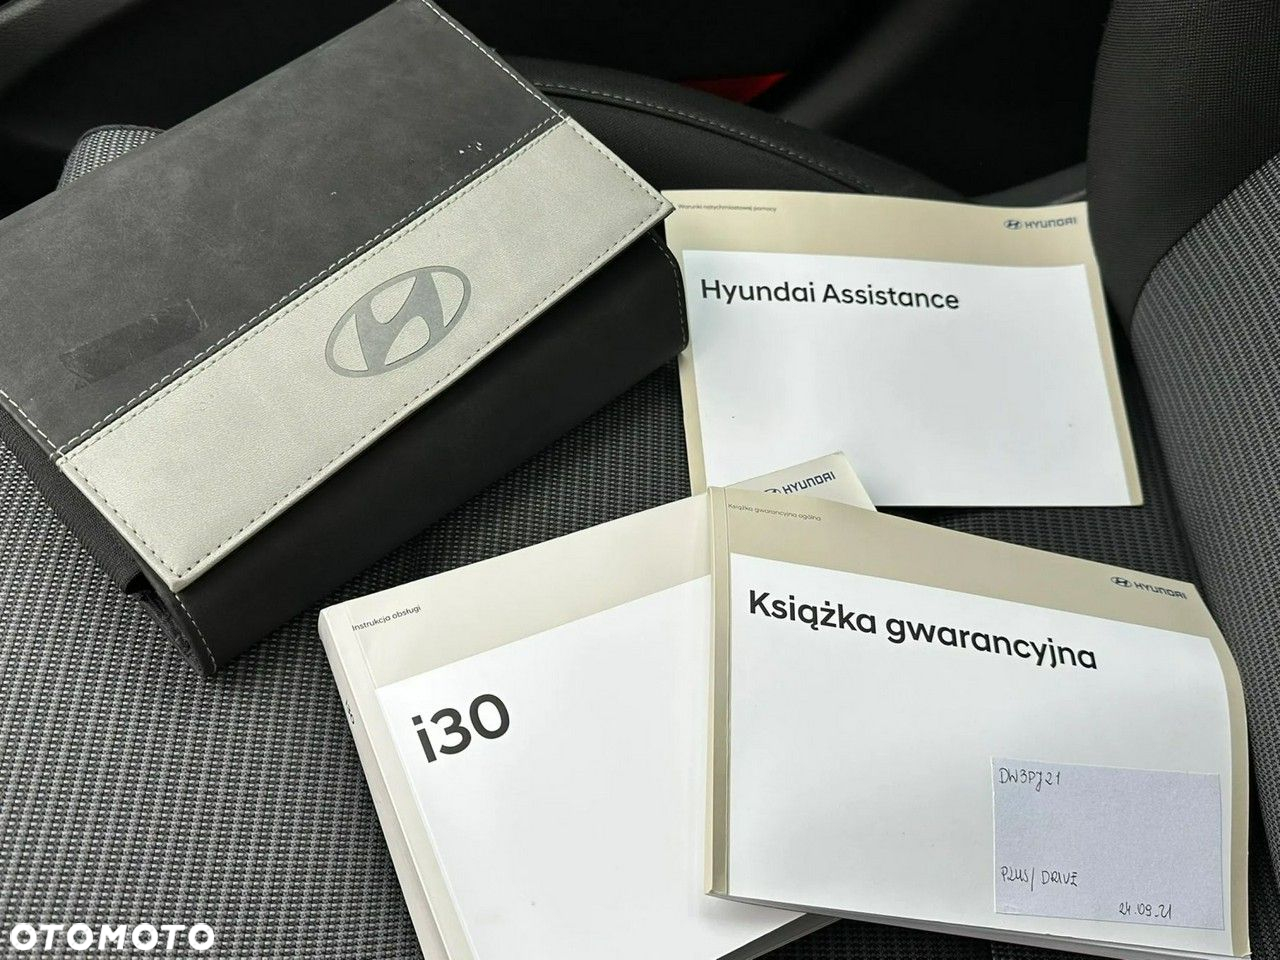 Warunki natychmiastowej pomocy
HYUNDAI
Hyundai Assistance
HYUNDAI
Instrukcja obsługi
i30
i30
Książka gwarancyjna ogólna
HYUNDAI
Książka gwarancyjna
DW3PJ21
PLUS/DRIVE
24.09.21
OTOMOTO